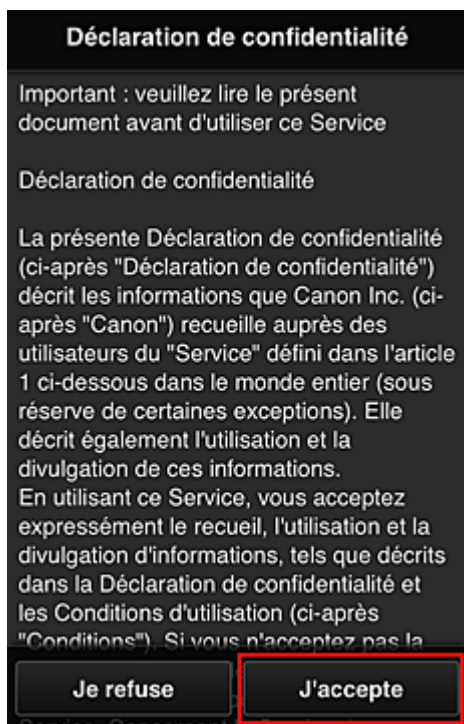 Déclaration de confidentialité
Important : veuillez lire le présent
document avant d'utiliser ce Service
Déclaration de confidentialité
La présente Déclaration de confidentialité
(ci-après "Déclaration de confidentialité")
décrit les informations que Canon Inc. (ci-
après "Canon") recueille auprès des
utilisateurs du "Service" défini dans l'article
1 ci-dessous dans le monde entier (sous
réserve de certaines exceptions). Elle
décrit également l'utilisation et la
divulgation de ces informations.
En utilisant ce Service, vous acceptez
expressément le recueil, l'utilisation et la
divulgation d'informations, tels que décrits
dans la Déclaration de confidentialité et
les Conditions d'utilisation (ci-après
"Conditions"). Si vous n'acceptez pas la
Je refuse
J'accepte